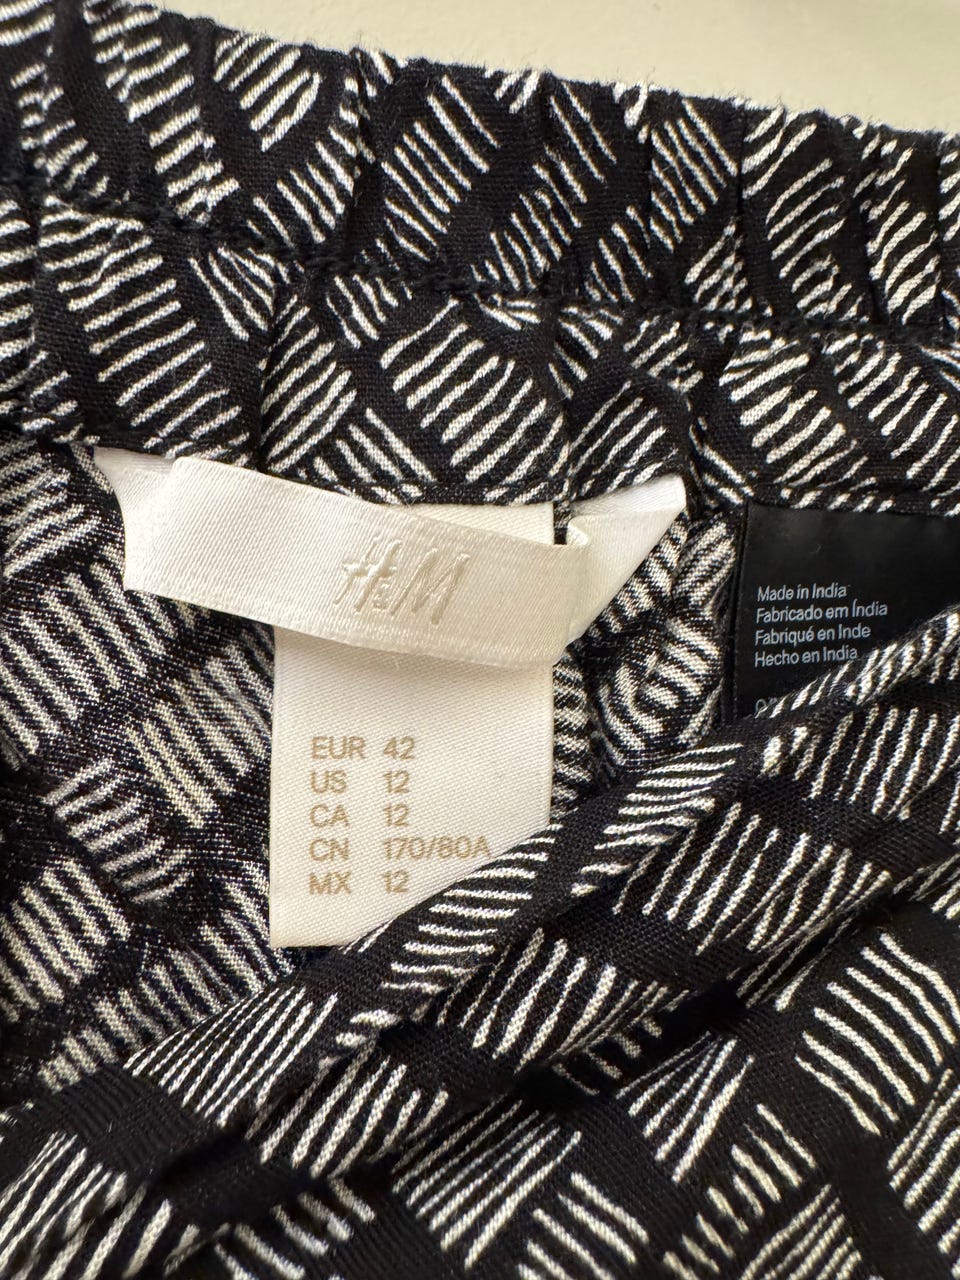 H&M
EUR 42
US 12
CA 12
CN 170/80A
MX 12
Made in India
Fabricado em Índia
Fabriqué en Inde
Hecho en India